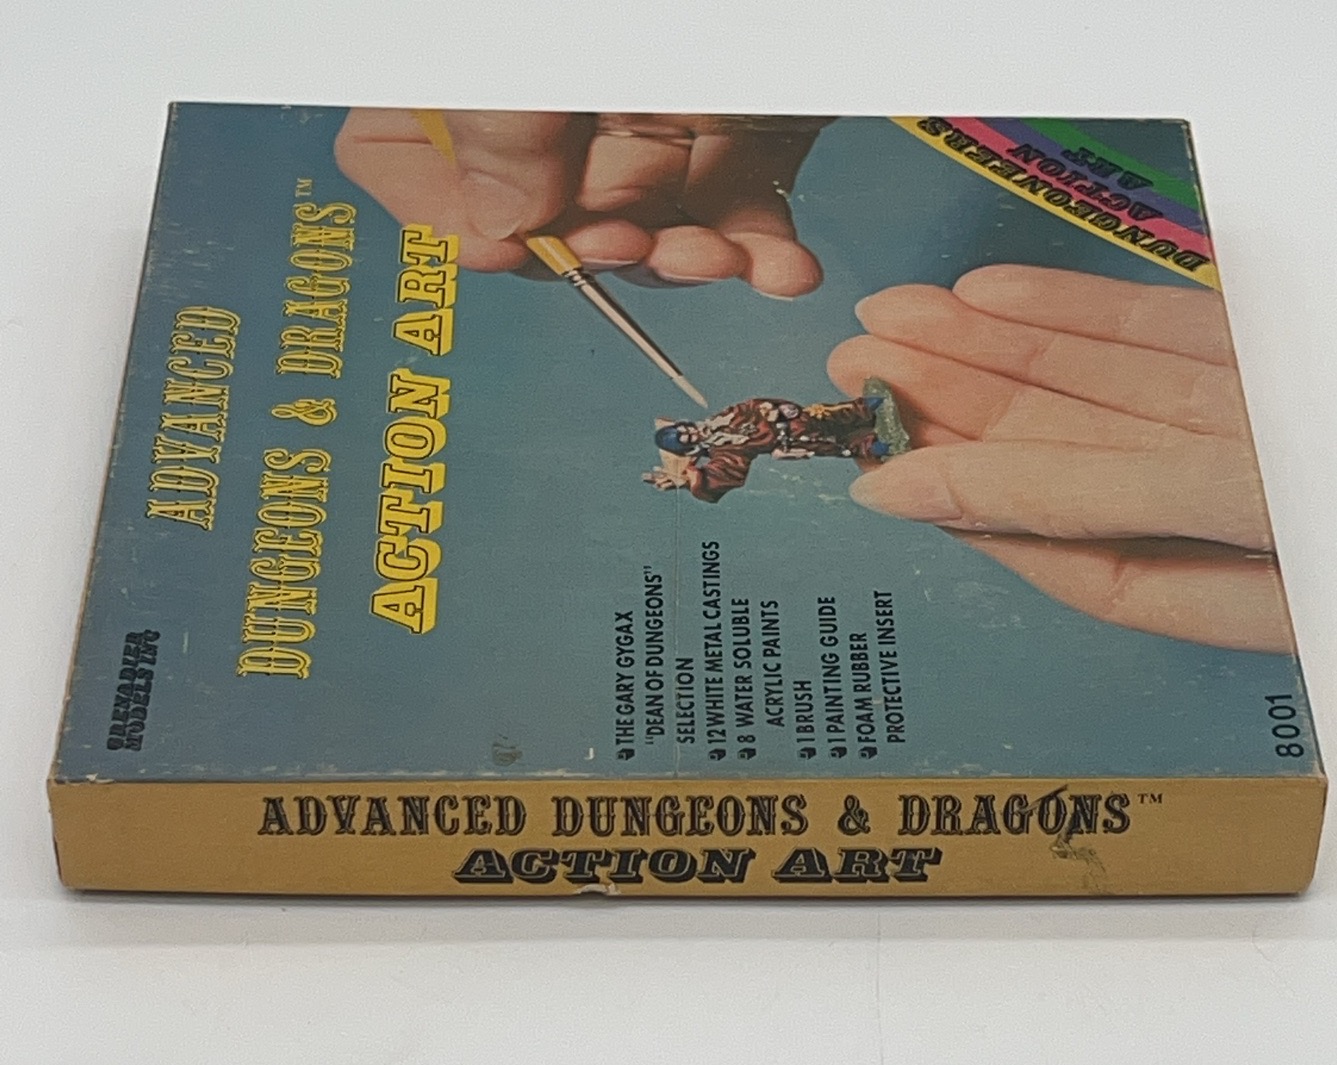 GRENADIER
MODELS INC
ADVANCED
DUNGEONS & DRAGONS™
ACTION ART
DUNGEONEERS
ACTION
ART
THE GARY GYGAX
"DEAN OF DUNGEONS"
SELECTION
12 WHITE METAL CASTINGS
8 WATER SOLUBLE
ACRYLIC PAINTS
1 BRUSH
1 PAINTING GUIDE
FOAM RUBBER
PROTECTIVE INSERT
8001
ADVANCED DUNGEONS & DRAGONS™
ACTION ART